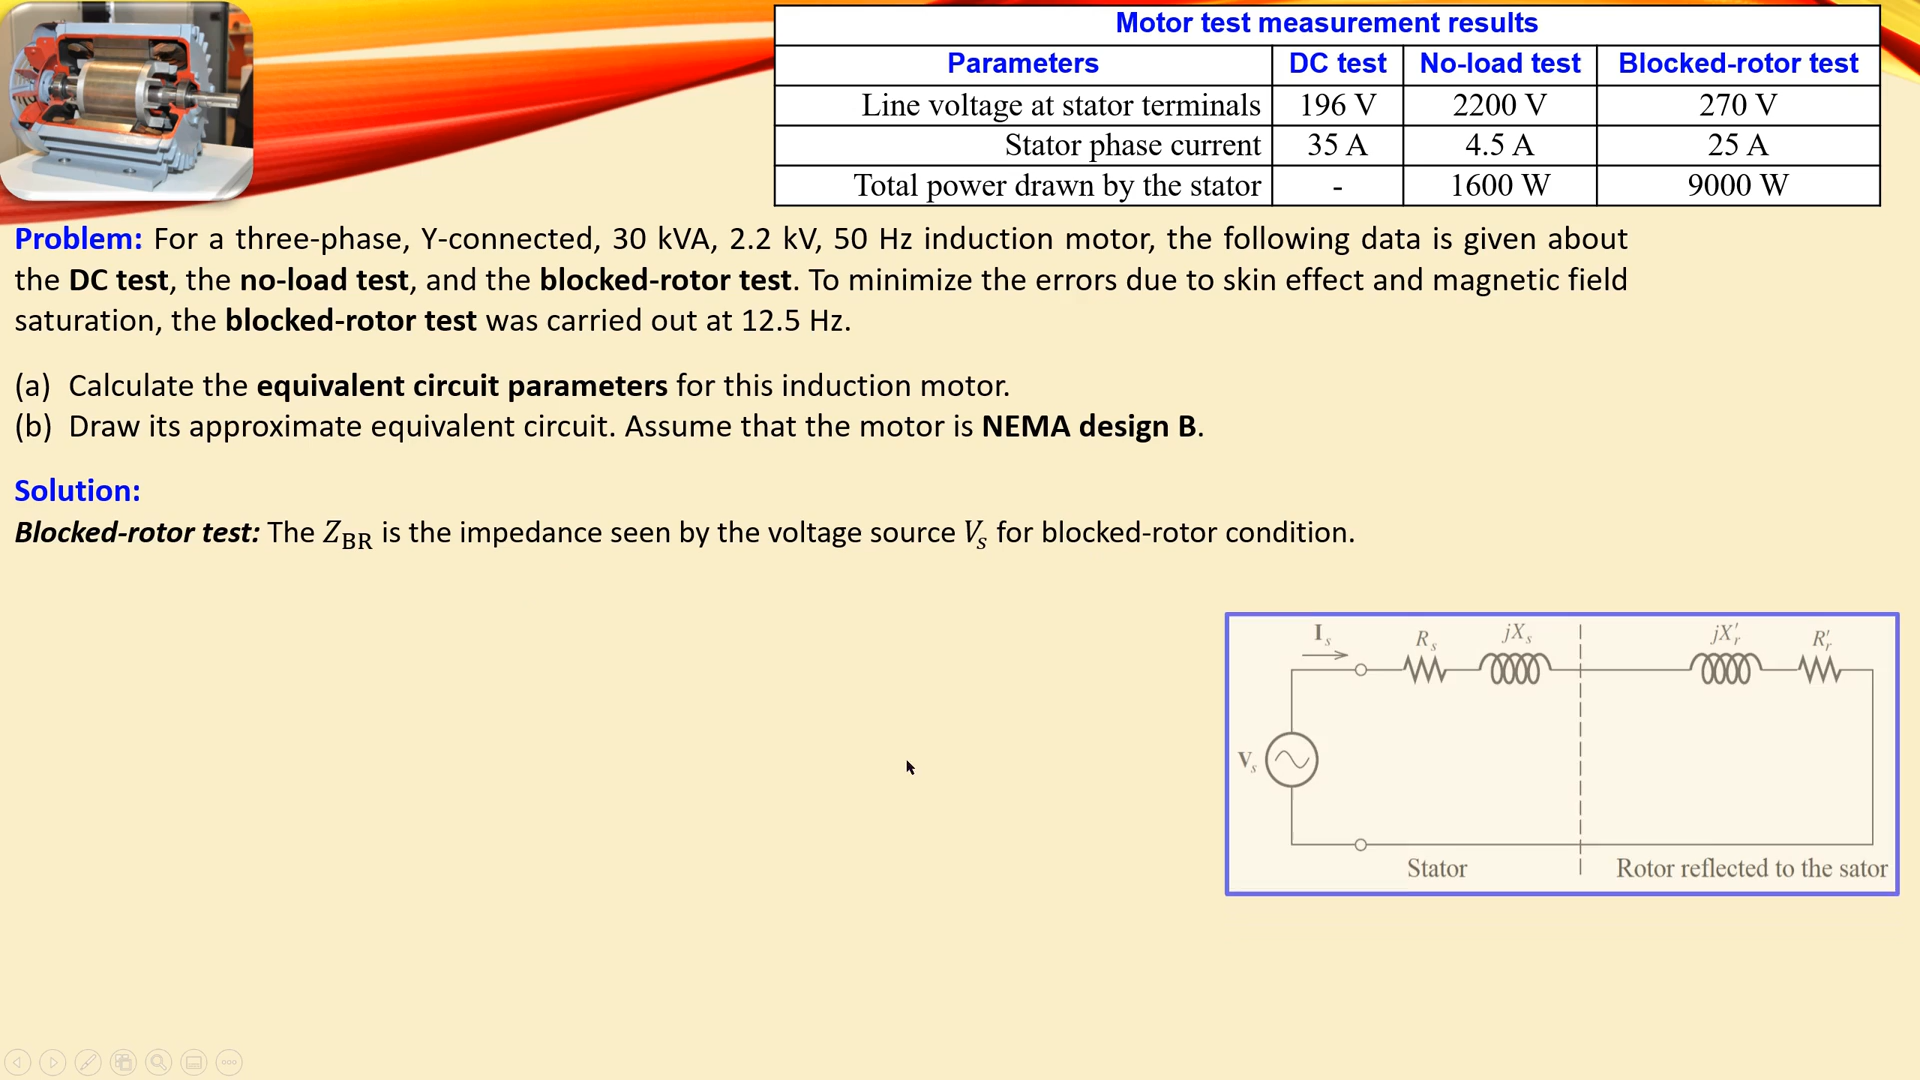 Motor test measurement results
Parameters DC test No-load test Blocked-rotor test
Line voltage at stator terminals 196 V 2200 V 270 V
Stator phase current 35 A 4.5 A 25 A
Total power drawn by the stator - 1600 W 9000 W
Problem: For a three-phase, Y-connected, 30 kVA, 2.2 kV, 50 Hz induction motor, the following data is given about
the DC test, the no-load test, and the blocked-rotor test. To minimize the errors due to skin effect and magnetic field
saturation, the blocked-rotor test was carried out at 12.5 Hz.
(a) Calculate the equivalent circuit parameters for this induction motor.
(b) Draw its approximate equivalent circuit. Assume that the motor is NEMA design B.
Solution:
Blocked-rotor test: The Z_BR is the impedance seen by the voltage source V_s for blocked-rotor condition.
I_s R_s jX_s jX′_r R′_r
V_s
Stator Rotor reflected to the sator